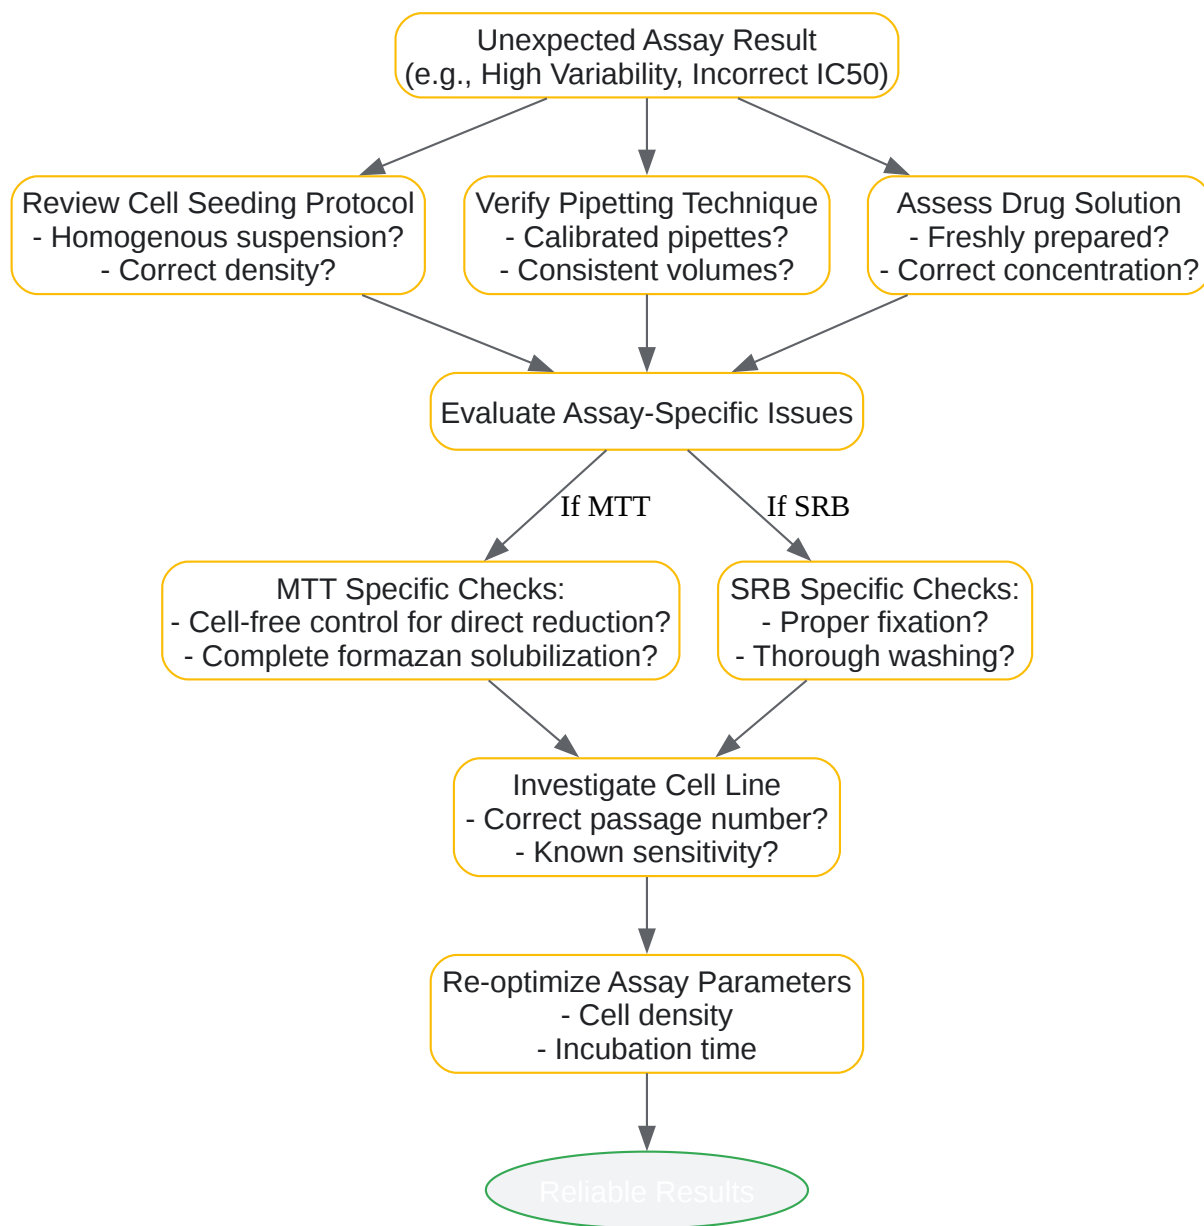 Unexpected Assay Result
(e.g., High Variability, Incorrect IC50)
Review Cell Seeding Protocol
- Homogenous suspension?
- Correct density?
Verify Pipetting Technique
- Calibrated pipettes?
- Consistent volumes?
Assess Drug Solution
- Freshly prepared?
- Correct concentration?
Evaluate Assay-Specific Issues
If MTT
If SRB
MTT Specific Checks:
- Cell-free control for direct reduction?
- Complete formazan solubilization?
SRB Specific Checks:
- Proper fixation?
- Thorough washing?
Investigate Cell Line
- Correct passage number?
- Known sensitivity?
Re-optimize Assay Parameters
- Cell density
- Incubation time
Reliable Results